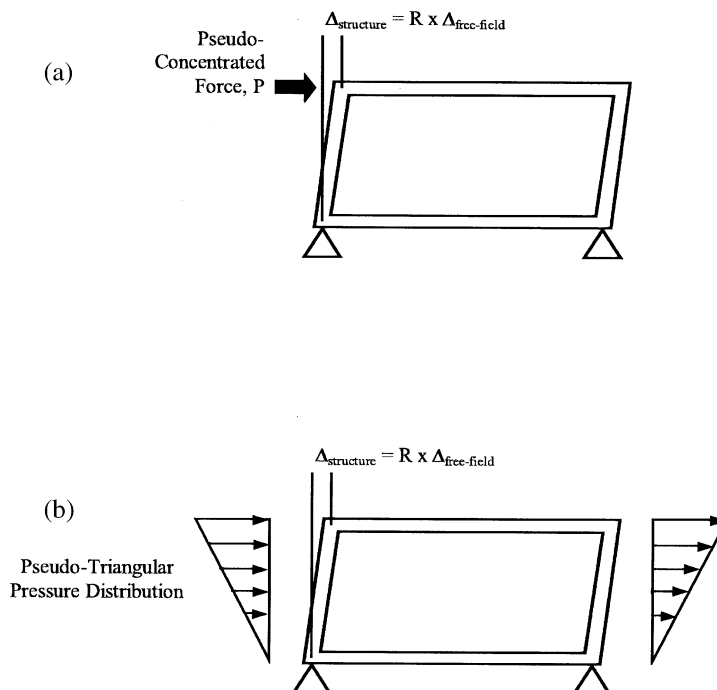 Δstructure = R x Δfree-field
Pseudo-
Concentrated
Force, P
(a)
Δstructure = R x Δfree-field
(b)
Pseudo-Triangular
Pressure Distribution